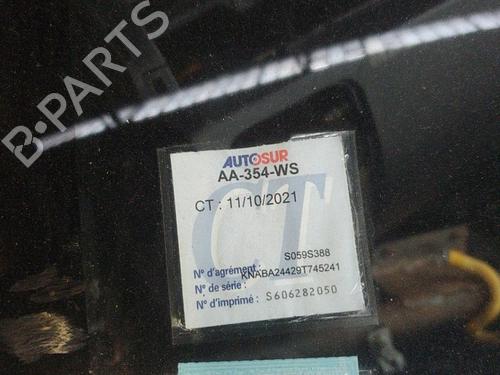 B-PARTS
AUTOSUR
AA-354-WS
CT : 11/10/2021
CT
N° d'agrément : S059S388
N° de série : KNABA24429T745241
N° d'imprimé : S606282050